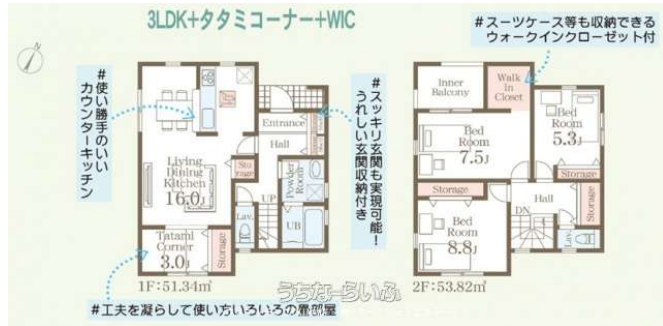 3LDK+タタミコーナー+WIC
#スーツケース等も収納できる
ウォークインクローゼット付
#使い勝手のいい
カウンターキッチン
#スッキリ玄関も実現可能!
うれしい玄関収納付き
Entrance
Hall
Living
Dining
Kitchen
16.0J
Sto
rage
Powder
Room
UP
Lav.
UB
Tatami
Corner
3.0J
Storage
1F:51.34㎡
Inner
Balcony
Walk
In
Closet
Bed
Room
5.3J
Bed
Room
7.5J
Storage
Storage
Storage
Hall
Bed
Room
8.8J
DN
Lav.
2F:53.82㎡
うちなーらいふ
#工夫を凝らして使い方いろいろの畳部屋